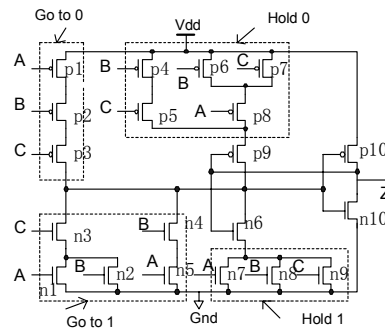 Go to 0
Vdd
Hold 0
A p1 B p4 p6 C p7
B
B p2 C p5 A p8
C p3 p9 p10
Z
C n3 B n4 n6 n10
A n1 B n2 A n5 A n7 B n8 C n9
Go to 1
Gnd
Hold 1